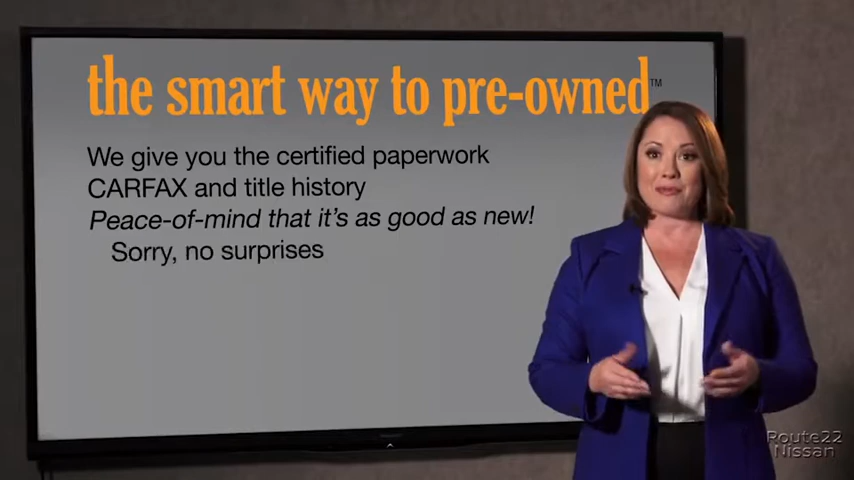 the smart way to pre-owned™
We give you the certified paperwork
CARFAX and title history
Peace-of-mind that it's as good as new!
Sorry, no surprises
Route22
Nissan